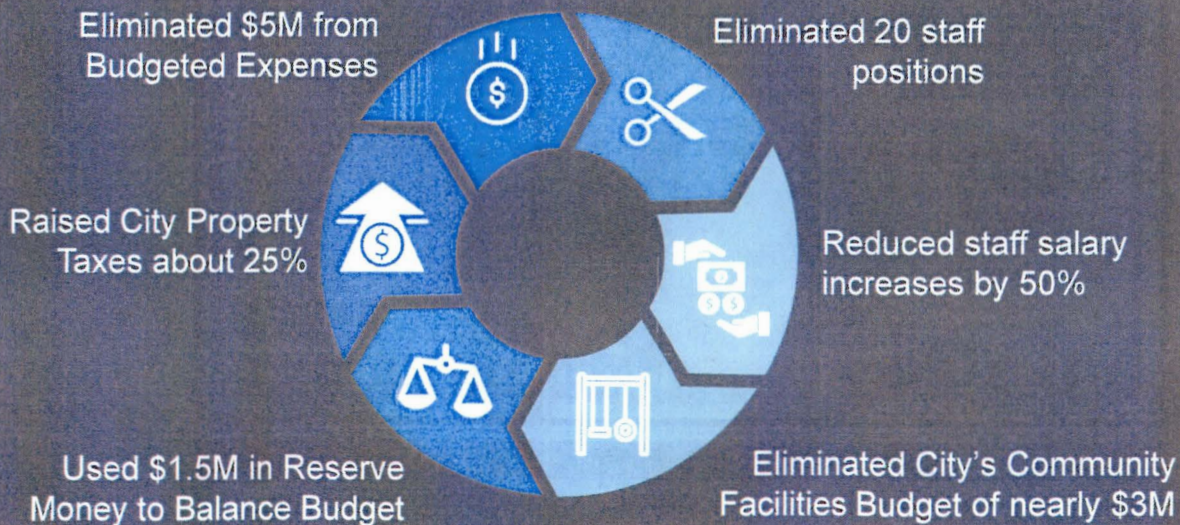 Eliminated $5M from
Budgeted Expenses
Eliminated 20 staff
positions
Raised City Property
Taxes about 25%
Reduced staff salary
increases by 50%
Used $1.5M in Reserve
Money to Balance Budget
Eliminated City's Community
Facilities Budget of nearly $3M
$
$